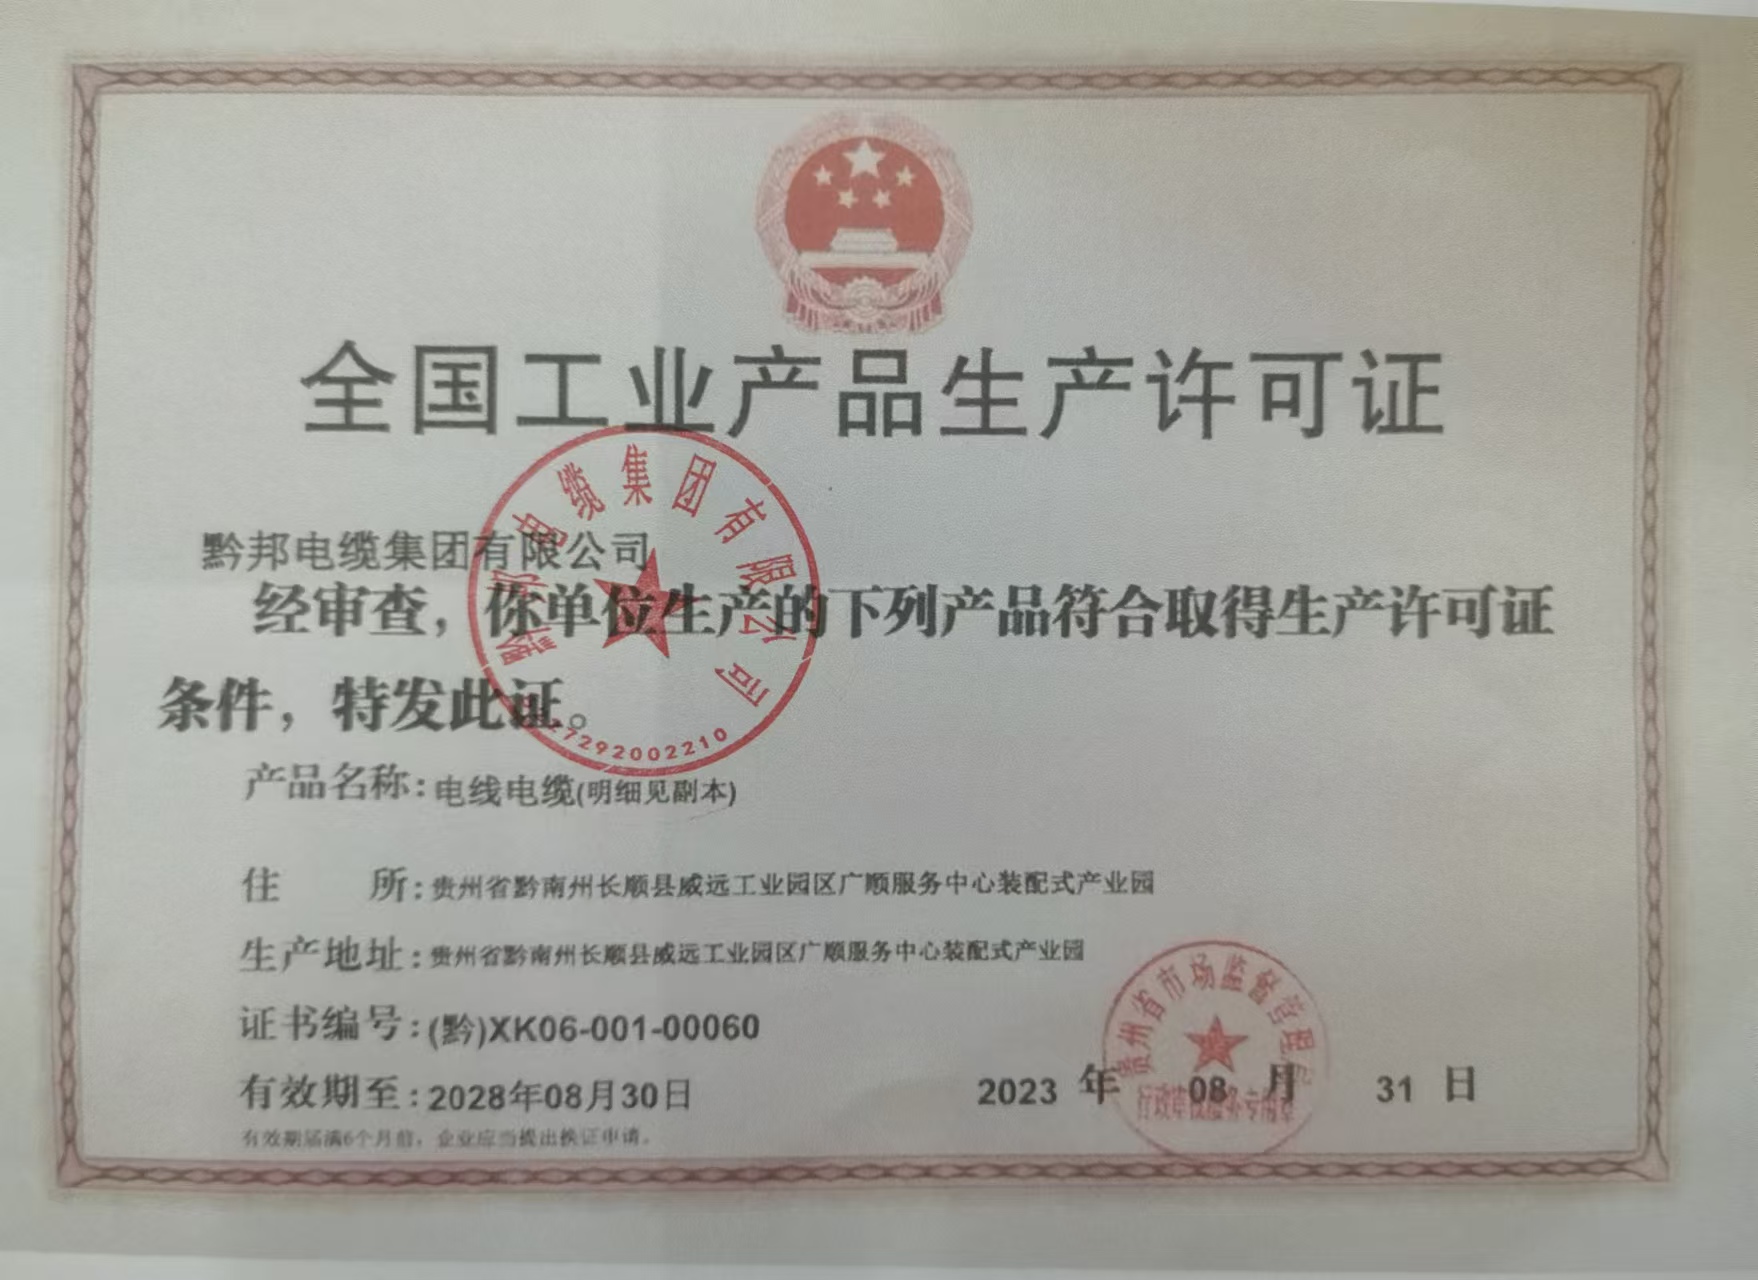 全国工业产品生产许可证
黔邦电缆集团有限公司
经审查，你单位生产的下列产品符合取得生产许可证
条件，特发此证。
黔邦电缆集团有限公司
7292002210
产品名称：电线电缆(明细见副本)
住 所：贵州省黔南州长顺县威远工业园区广顺服务中心装配式产业园
生产地址：贵州省黔南州长顺县威远工业园区广顺服务中心装配式产业园
证书编号：(黔)XK06-001-00060
有效期至：2028年08月30日
2023 年 08 月 31 日
贵州省市场监督管理局
行政审批服务专用章
有效期届满6个月前，企业应当提出换证申请。